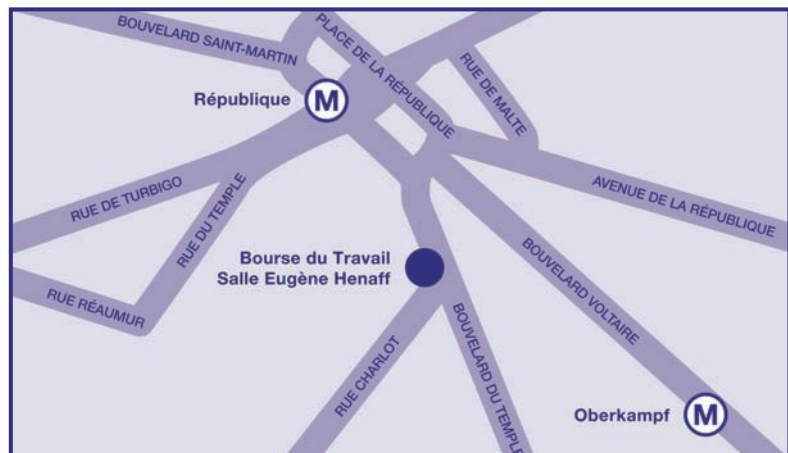 BOUVELARD SAINT-MARTIN
PLACE DE LA RÉPUBLIQUE
RUE DE MALTE
République
M
RUE DE TURBIGO
RUE DU TEMPLE
AVENUE DE LA RÉPUBLIQUE
Bourse du Travail
Salle Eugène Henaff
BOUVELARD VOLTAIRE
RUE RÉAUMUR
RUE CHARLOT
BOUVELARD DU TEMPLE
Oberkampf
M